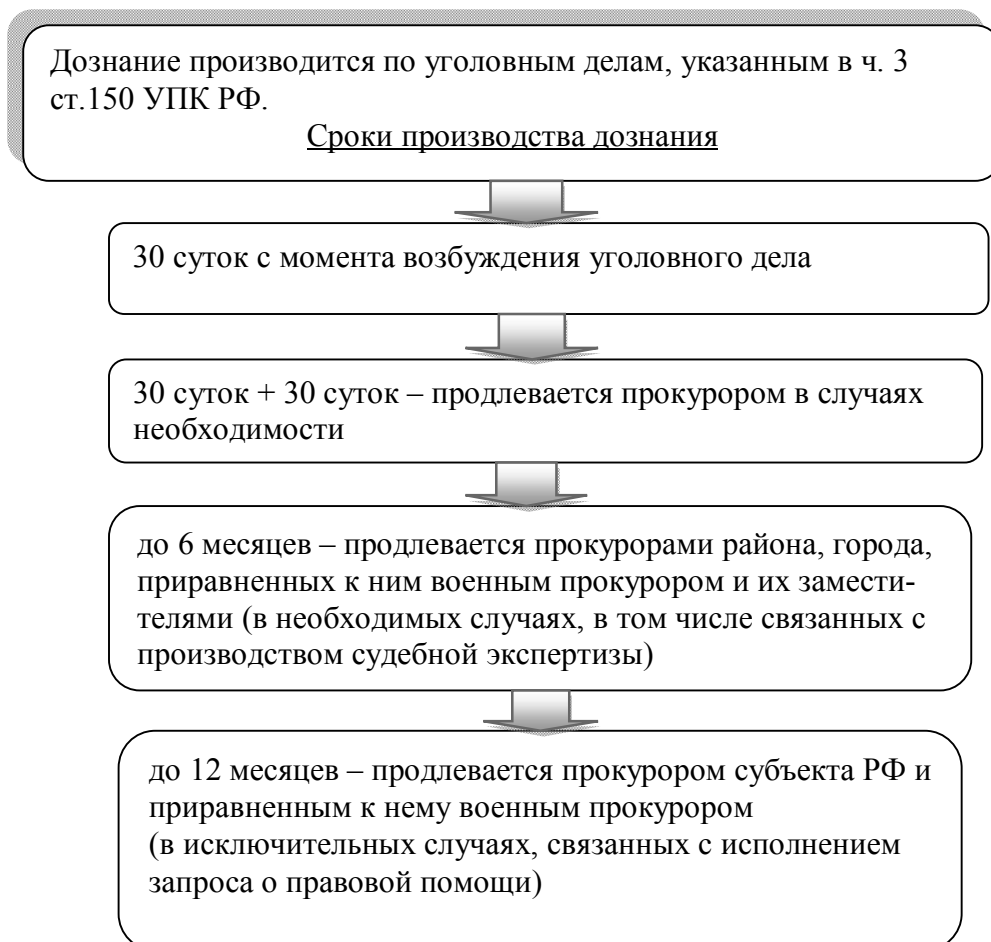 Дознание производится по уголовным делам, указанным в ч. 3
ст.150 УПК РФ.
Сроки производства дознания
30 суток с момента возбуждения уголовного дела
30 суток + 30 суток – продлевается прокурором в случаях
необходимости
до 6 месяцев – продлевается прокурорами района, города,
приравненных к ним военным прокурором и их замести-
телями (в необходимых случаях, в том числе связанных с
производством судебной экспертизы)
до 12 месяцев – продлевается прокурором субъекта РФ и
приравненным к нему военным прокурором
(в исключительных случаях, связанных с исполнением
запроса о правовой помощи)